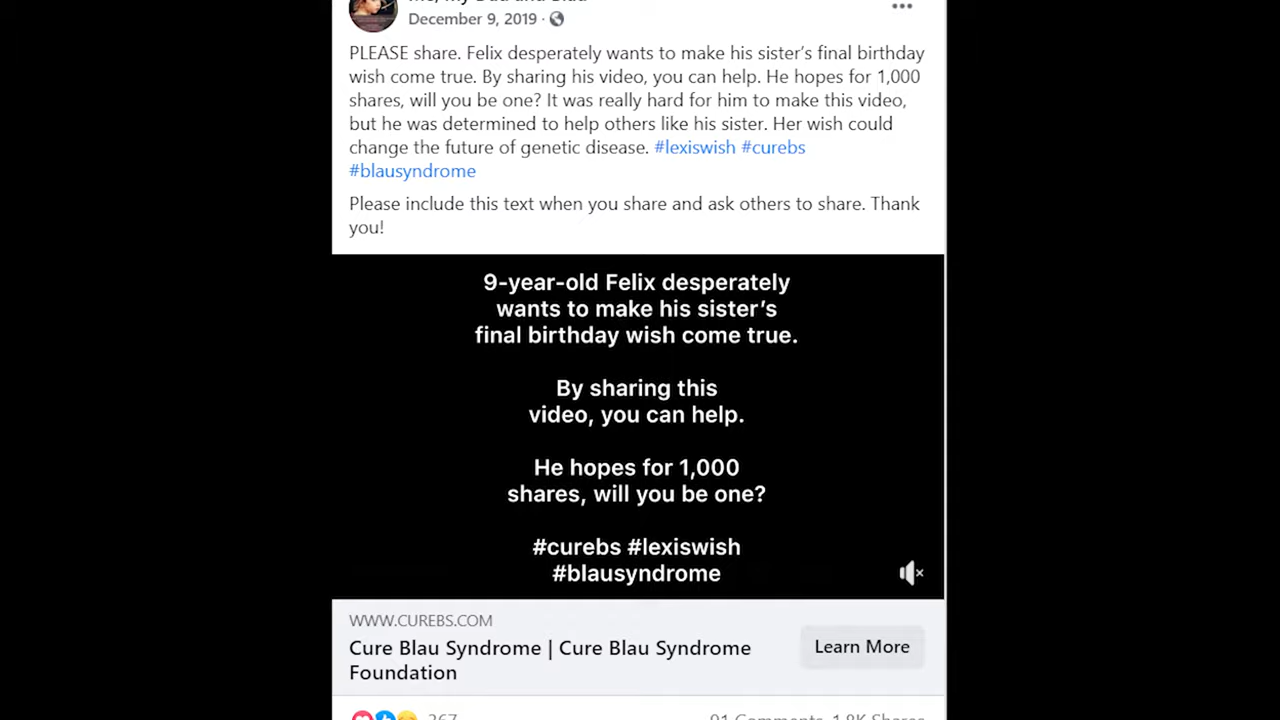 December 9, 2019 ·
PLEASE share. Felix desperately wants to make his sister’s final birthday
wish come true. By sharing his video, you can help. He hopes for 1,000
shares, will you be one? It was really hard for him to make this video,
but he was determined to help others like his sister. Her wish could
change the future of genetic disease. #lexiswish #curebs
#blausyndrome
Please include this text when you share and ask others to share. Thank
you!
9-year-old Felix desperately
wants to make his sister’s
final birthday wish come true.
By sharing this
video, you can help.
He hopes for 1,000
shares, will you be one?
#curebs #lexiswish
#blausyndrome
WWW.CUREBS.COM
Cure Blau Syndrome | Cure Blau Syndrome
Foundation
Learn More
267
91 Comments 1.8K Shares